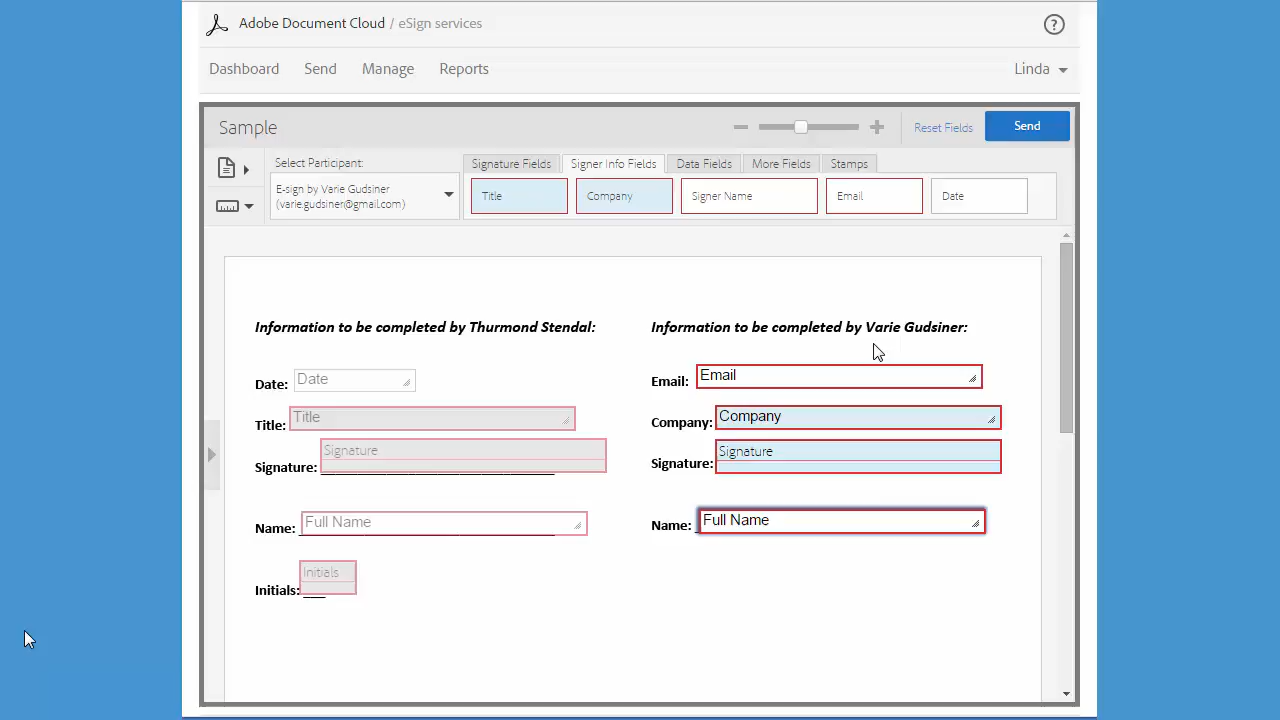 Adobe Document Cloud / eSign services
?
Dashboard Send Manage Reports Linda
Sample Reset Fields Send
Select Participant:
E-sign by Varie Gudsiner
(varie.gudsiner@gmail.com)
Signature Fields Signer Info Fields Data Fields More Fields Stamps
Title Company Signer Name Email Date
Information to be completed by Thurmond Stendal:
Date: Date
Title: Title
Signature: Signature
Name: Full Name
Initials: Initials
Information to be completed by Varie Gudsiner:
Email: Email
Company: Company
Signature: Signature
Name: Full Name